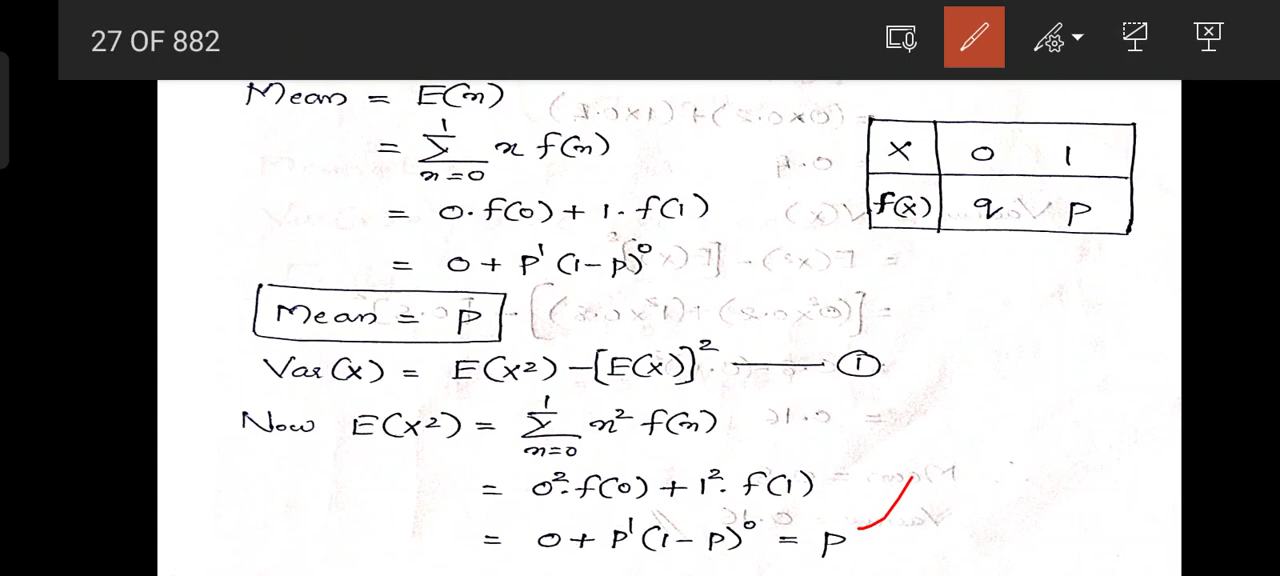 27 OF 882
Mean = E(x)
= Σ_{x=0}^{1} x f(x)
= 0. f(0) + 1. f(1)
= 0 + p¹ (1-p)⁰
Mean = p
X 0 1
f(x) q p
Var(X) = E(X²) - [E(X)]² —— ①
Now E(X²) = Σ_{x=0}^{1} x² f(x)
= 0². f(0) + 1². f(1)
= 0 + p¹ (1-p)⁰ = p